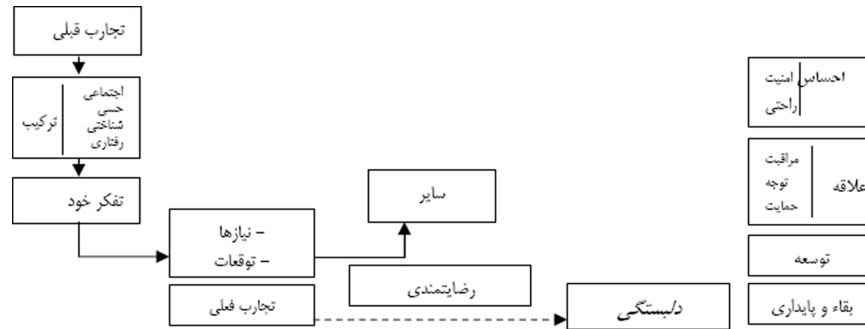 تجارب قبلی
ترکیب
اجتماعی
حسی
شناختی
رفتاری
تفکر خود
– نیازها
– توقعات
تجارب فعلی
سایر
رضایتمندی
دلبستگی
احساس امنیت
راحتی
علاقه
مراقبت
توجه
حمایت
توسعه
بقاء و پایداری